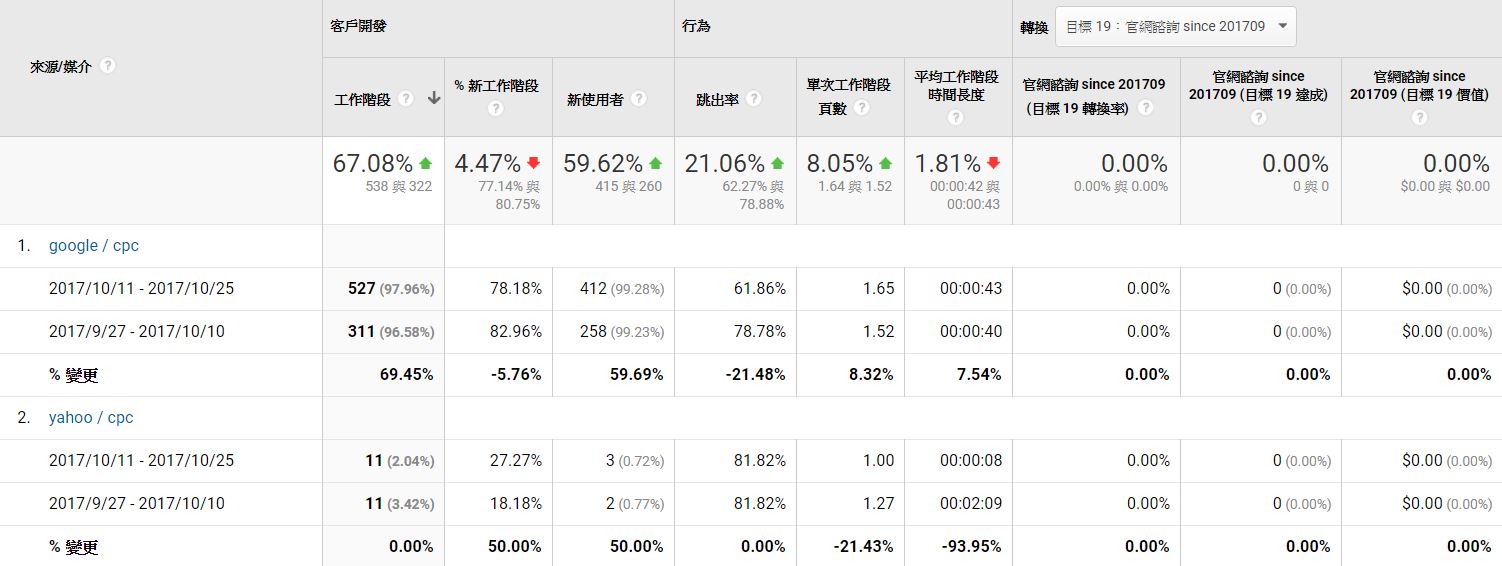 客戶開發
行為
轉換 目標 19：官網諮詢 since 201709
來源/媒介 ?
工作階段 ?
% 新工作階段 ?
新使用者 ?
跳出率 ?
單次工作階段頁數 ?
平均工作階段時間長度 ?
官網諮詢 since 201709 (目標 19 轉換率) ?
官網諮詢 since 201709 (目標 19 達成) ?
官網諮詢 since 201709 (目標 19 價值) ?
67.08% 4.47% 59.62% 21.06% 8.05% 1.81% 0.00% 0.00% 0.00%
538 與 322 77.14% 與 80.75% 415 與 260 62.27% 與 78.88% 1.64 與 1.52 00:00:42 與 00:00:43 0.00% 與 0.00% 0 與 0 $0.00 與 $0.00
1. google / cpc
2017/10/11 - 2017/10/25 527 (97.96%) 78.18% 412 (99.28%) 61.86% 1.65 00:00:43 0.00% 0 (0.00%) $0.00 (0.00%)
2017/9/27 - 2017/10/10 311 (96.58%) 82.96% 258 (99.23%) 78.78% 1.52 00:00:40 0.00% 0 (0.00%) $0.00 (0.00%)
% 變更 69.45% -5.76% 59.69% -21.48% 8.32% 7.54% 0.00% 0.00% 0.00%
2. yahoo / cpc
2017/10/11 - 2017/10/25 11 (2.04%) 27.27% 3 (0.72%) 81.82% 1.00 00:00:08 0.00% 0 (0.00%) $0.00 (0.00%)
2017/9/27 - 2017/10/10 11 (3.42%) 18.18% 2 (0.77%) 81.82% 1.27 00:02:09 0.00% 0 (0.00%) $0.00 (0.00%)
% 變更 0.00% 50.00% 50.00% 0.00% -21.43% -93.95% 0.00% 0.00% 0.00%